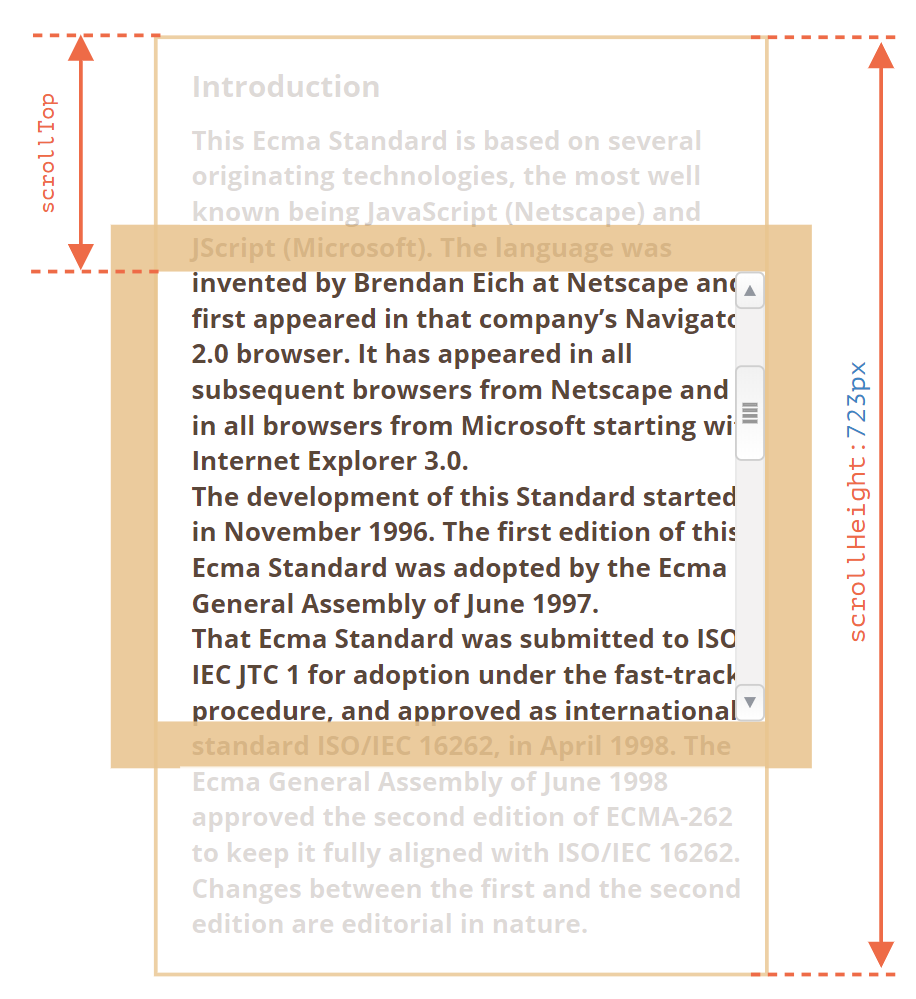 scrollTop
Introduction
This Ecma Standard is based on several
originating technologies, the most well
known being JavaScript (Netscape) and
JScript (Microsoft). The language was
invented by Brendan Eich at Netscape and
first appeared in that company’s Navigato
2.0 browser. It has appeared in all
subsequent browsers from Netscape and
in all browsers from Microsoft starting wit
Internet Explorer 3.0.
The development of this Standard started
in November 1996. The first edition of this
Ecma Standard was adopted by the Ecma
General Assembly of June 1997.
That Ecma Standard was submitted to ISO
IEC JTC 1 for adoption under the fast-track
procedure, and approved as international
standard ISO/IEC 16262, in April 1998. The
Ecma General Assembly of June 1998
approved the second edition of ECMA-262
to keep it fully aligned with ISO/IEC 16262.
Changes between the first and the second
edition are editorial in nature.
scrollHeight:723px